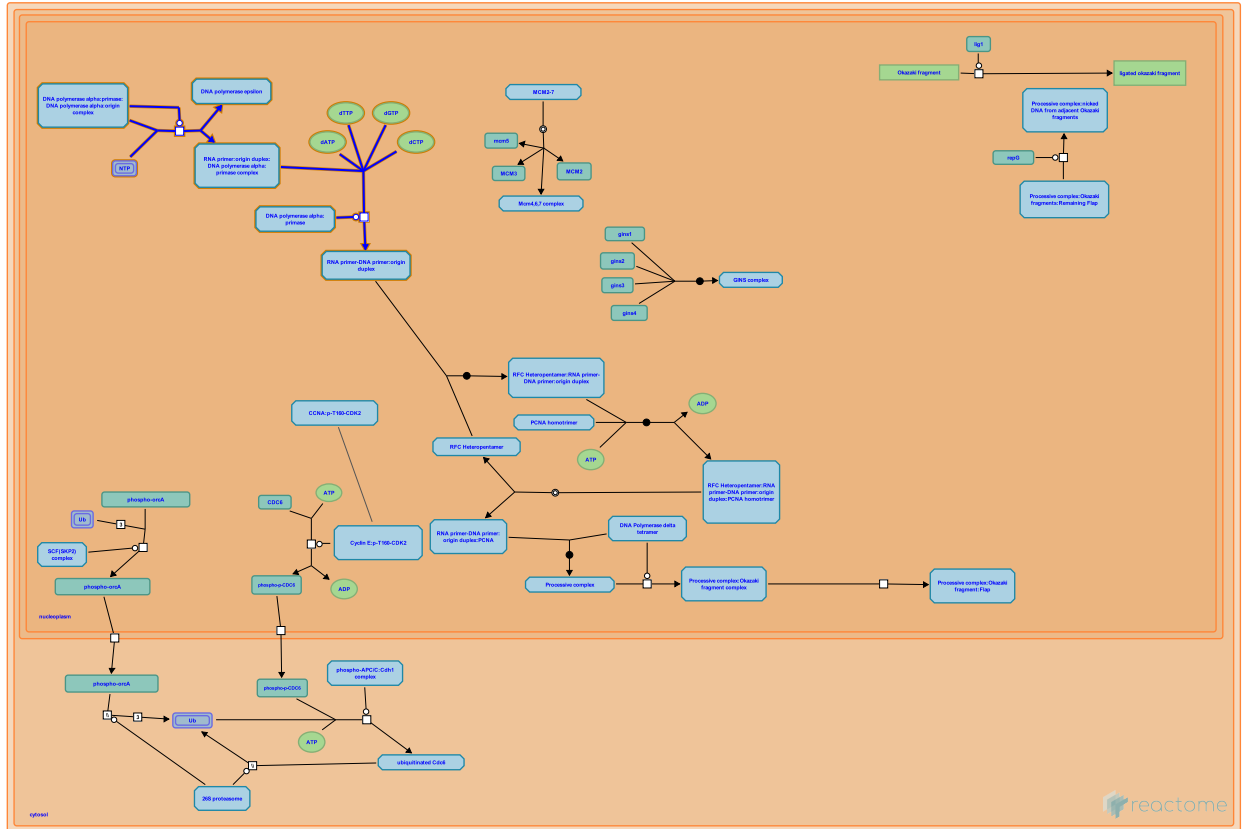 lig1
Okazaki fragment
ligated okazaki fragment
DNA polymerase alpha:primase:
DNA polymerase alpha:origin
complex
DNA polymerase epsilon
MCM2-7
Processive complex:nicked
DNA from adjacent Okazaki
fragments
dTTP
dGTP
dATP
dCTP
mcm5
NTP
RNA primer:origin duplex:
DNA polymerase alpha:
primase complex
MCM3
MCM2
repG
Mcm4,6,7 complex
Processive complex:Okazaki
fragments:Remaining Flap
DNA polymerase alpha:
primase
gins1
RNA primer-DNA primer:origin
duplex
gins2
gins3
GINS complex
gins4
RFC Heteropentamer:RNA primer-
DNA primer:origin duplex
ADP
CCNA:p-T160-CDK2
PCNA homotrimer
RFC Heteropentamer
ATP
RFC Heteropentamer:RNA
primer-DNA primer:origin
duplex:PCNA homotrimer
phospho-orcA
CDC6
ATP
Ub
3
SCF(SKP2)
complex
Cyclin E:p-T160-CDK2
RNA primer-DNA primer:
origin duplex:PCNA
DNA Polymerase delta
tetramer
phospho-orcA
phospho-p-CDC6
ADP
Processive complex
Processive complex:Okazaki
fragment complex
Processive complex:Okazaki
fragment:Flap
nucleoplasm
phospho-orcA
phospho-p-CDC6
phospho-APC/C:Cdh1
complex
3
Ub
ATP
ubiquitinated Cdc6
26S proteasome
cytosol
reactome